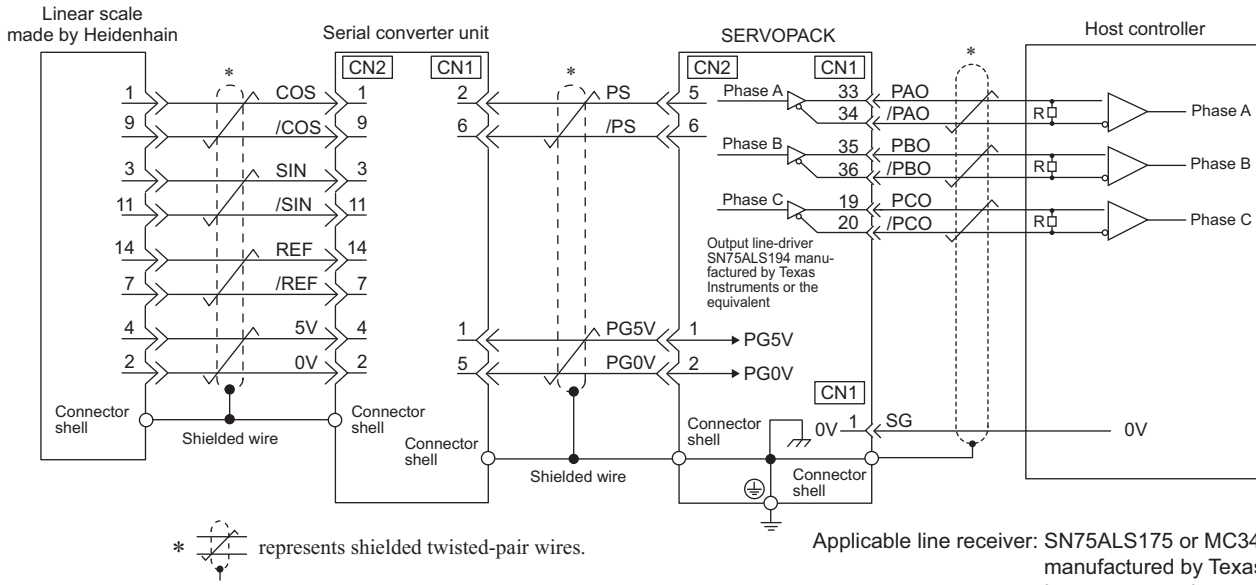 Linear scale
made by Heidenhain
Serial converter unit
SERVOPACK
Host controller
CN2
CN1
CN2
CN1
*
*
*
1
COS
1
9
/COS
9
3
SIN
3
11
/SIN
11
14
REF
14
7
/REF
7
4
5V
4
2
0V
2
Connector
shell
Shielded wire
Connector
shell
2
PS
5
6
/PS
6
1
PG5V
1
PG5V
5
PG0V
2
PG0V
Connector
shell
Shielded wire
Connector
shell
Phase A
33
PAO
34
/PAO
R
Phase A
Phase B
35
PBO
36
/PBO
R
Phase B
Phase C
19
PCO
20
/PCO
R
Phase C
Output line-driver
SN75ALS194 manu-
factured by Texas
Instruments or the
equivalent
CN1
0V
1
SG
0V
Connector
shell
* represents shielded twisted-pair wires.
Applicable line receiver: SN75ALS175 or MC34
manufactured by Texas